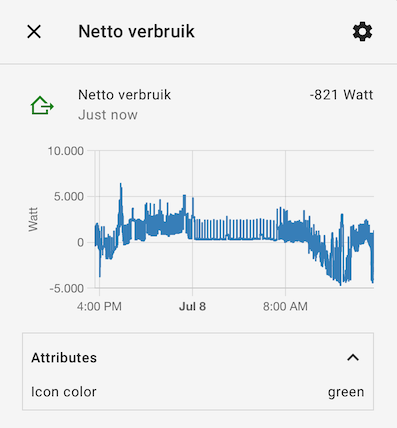 Netto verbruik
Netto verbruik -821 Watt
Just now
10.000
5.000
0
-5.000
Watt
4:00 PM Jul 8 8:00 AM
Attributes
Icon color green